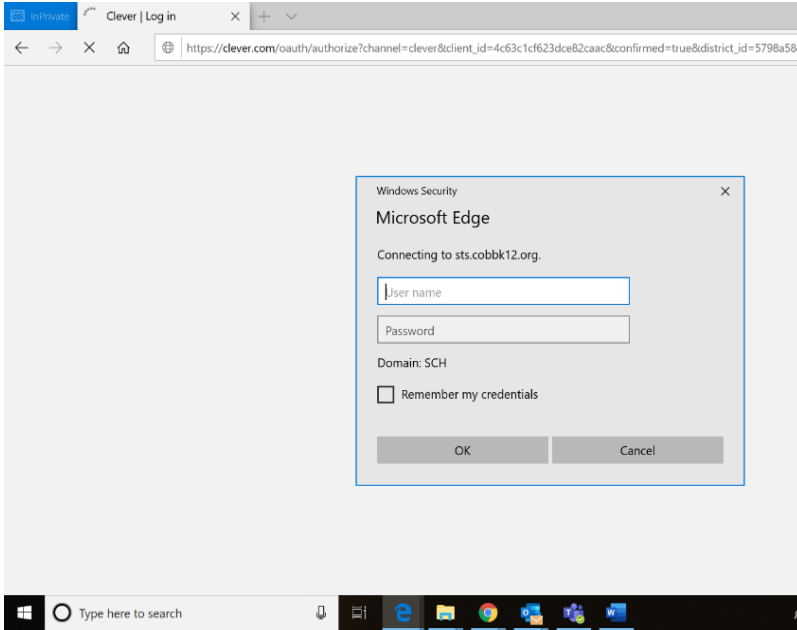 InPrivate
Clever | Log in
https://clever.com/oauth/authorize?channel=clever&client_id=4c63c1cf623dce82caac&confirmed=true&district_id=5798a58
Windows Security
Microsoft Edge
Connecting to sts.cobbk12.org.
User name
Password
Domain: SCH
Remember my credentials
OK Cancel
Type here to search